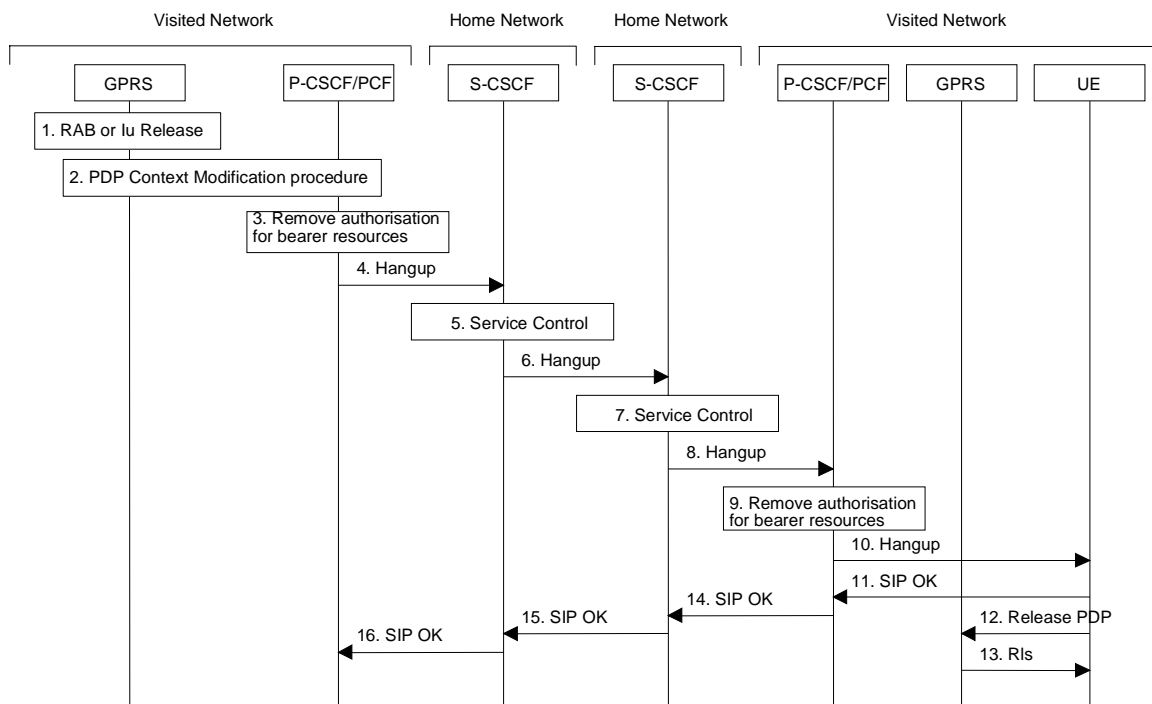 Visited Network
Home Network
Home Network
Visited Network
GPRS
P-CSCF/PCF
S-CSCF
S-CSCF
P-CSCF/PCF
GPRS
UE
1. RAB or Iu Release
2. PDP Context Modification procedure
3. Remove authorisation
for bearer resources
4. Hangup
5. Service Control
6. Hangup
7. Service Control
8. Hangup
9. Remove authorisation
for bearer resources
10. Hangup
11. SIP OK
14. SIP OK
12. Release PDP
15. SIP OK
16. SIP OK
13. Rls